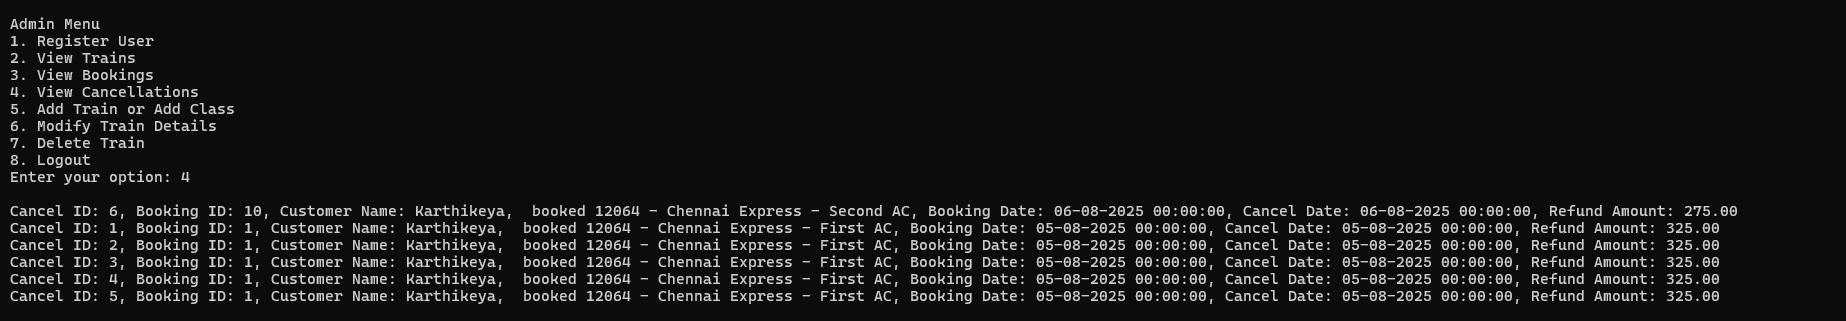 Admin Menu
1. Register User
2. View Trains
3. View Bookings
4. View Cancellations
5. Add Train or Add Class
6. Modify Train Details
7. Delete Train
8. Logout
Enter your option: 4
Cancel ID: 6, Booking ID: 10, Customer Name: Karthikeya,  booked 12064 - Chennai Express - Second AC, Booking Date: 06-08-2025 00:00:00, Cancel Date: 06-08-2025 00:00:00, Refund Amount: 275.00
Cancel ID: 1, Booking ID: 1, Customer Name: Karthikeya,  booked 12064 - Chennai Express - First AC, Booking Date: 05-08-2025 00:00:00, Cancel Date: 05-08-2025 00:00:00, Refund Amount: 325.00
Cancel ID: 2, Booking ID: 1, Customer Name: Karthikeya,  booked 12064 - Chennai Express - First AC, Booking Date: 05-08-2025 00:00:00, Cancel Date: 05-08-2025 00:00:00, Refund Amount: 325.00
Cancel ID: 3, Booking ID: 1, Customer Name: Karthikeya,  booked 12064 - Chennai Express - First AC, Booking Date: 05-08-2025 00:00:00, Cancel Date: 05-08-2025 00:00:00, Refund Amount: 325.00
Cancel ID: 4, Booking ID: 1, Customer Name: Karthikeya,  booked 12064 - Chennai Express - First AC, Booking Date: 05-08-2025 00:00:00, Cancel Date: 05-08-2025 00:00:00, Refund Amount: 325.00
Cancel ID: 5, Booking ID: 1, Customer Name: Karthikeya,  booked 12064 - Chennai Express - First AC, Booking Date: 05-08-2025 00:00:00, Cancel Date: 05-08-2025 00:00:00, Refund Amount: 325.00